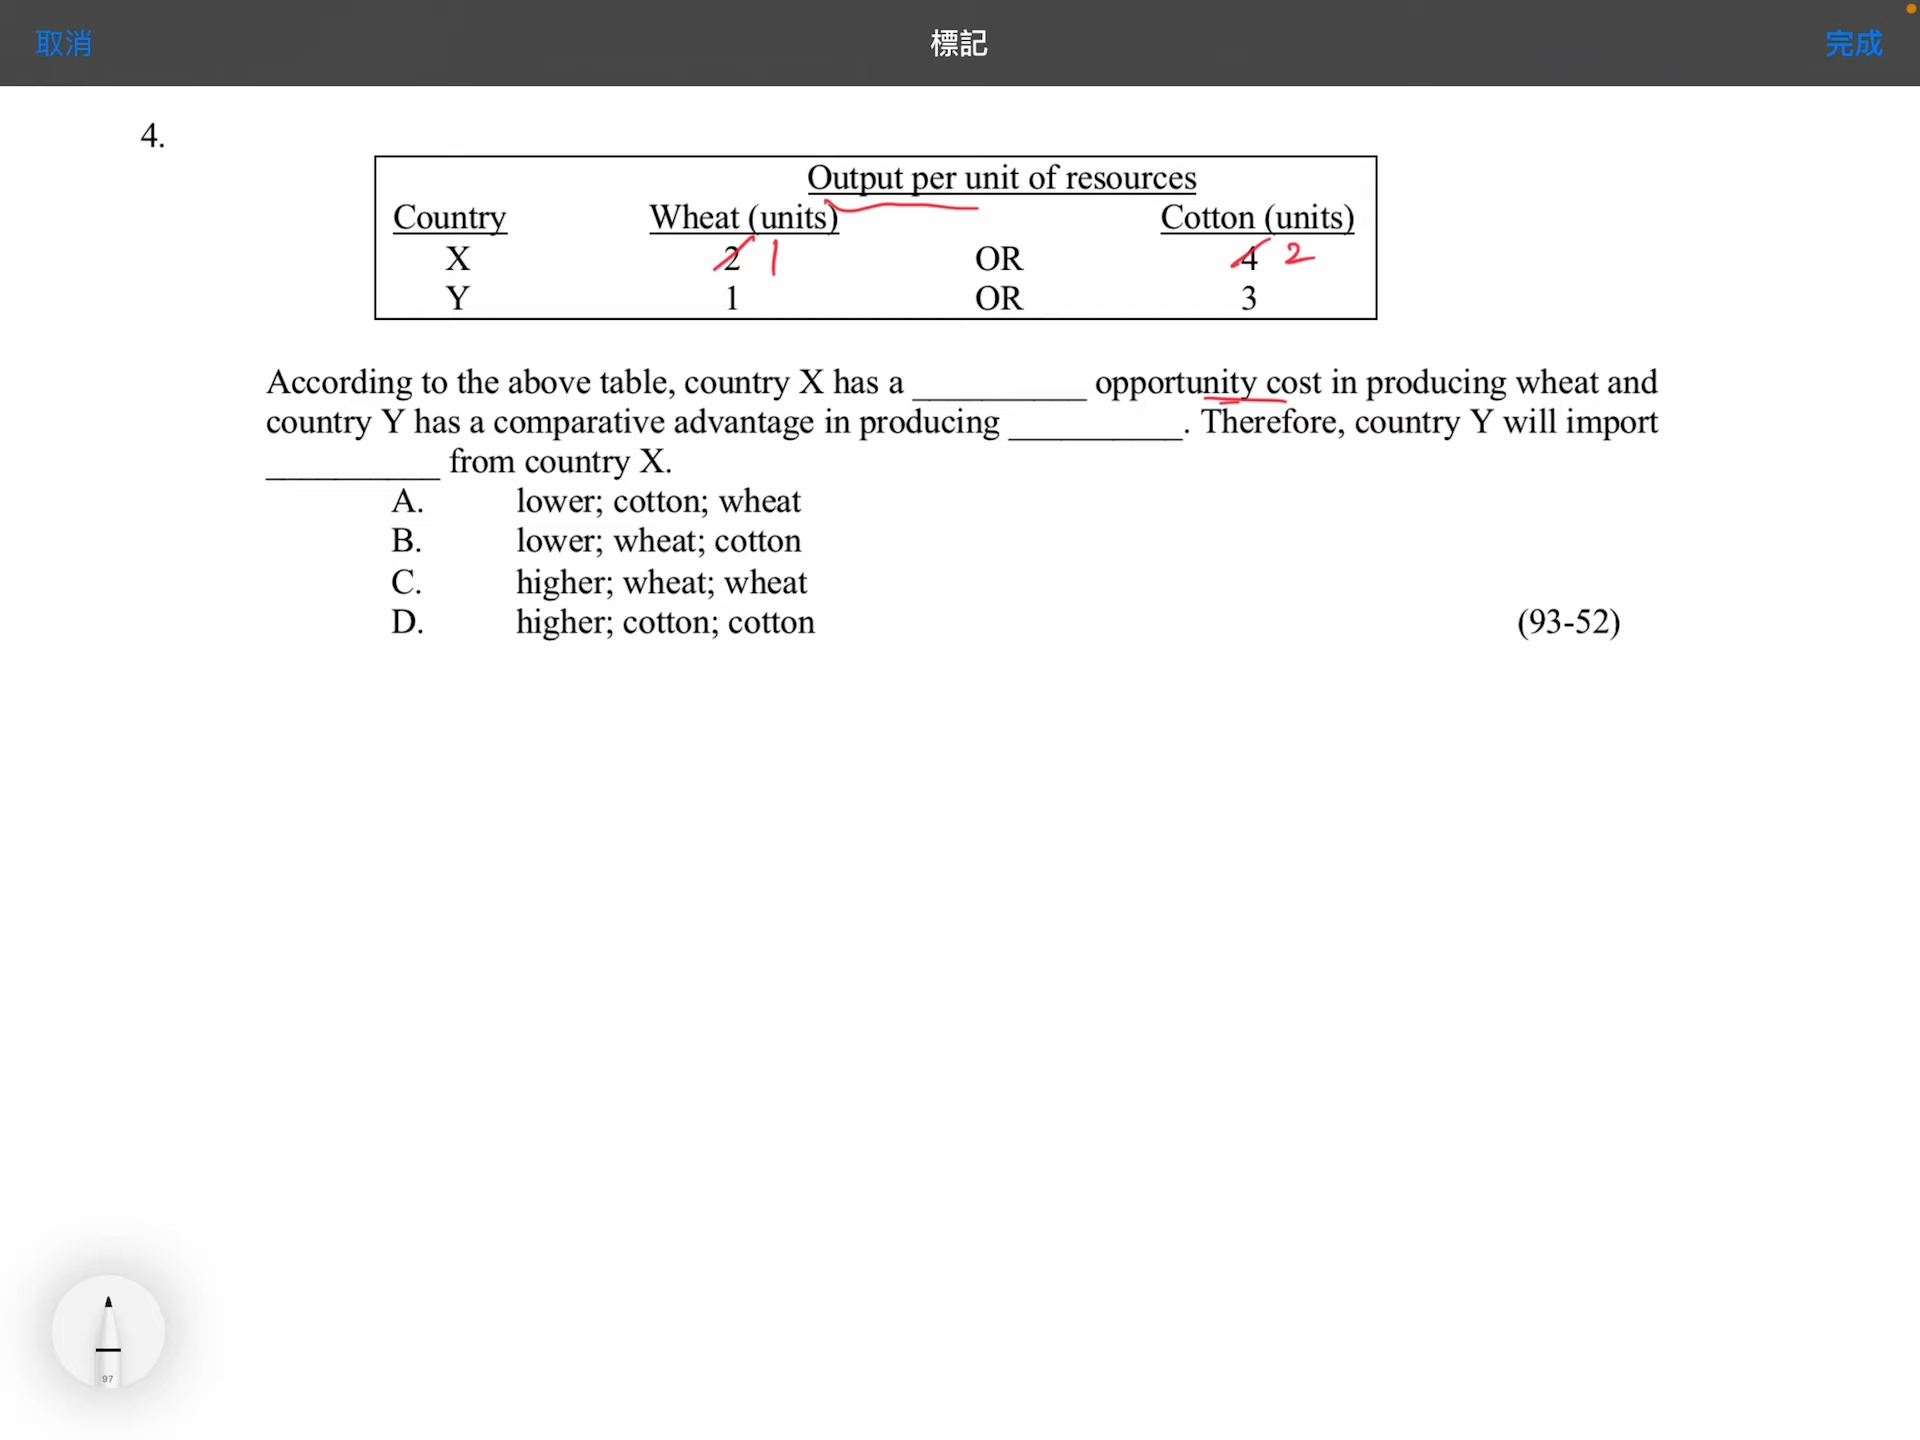 取消 標記 完成
4.
Output per unit of resources
Country Wheat (units) Cotton (units)
X 2 1 OR 4 2
Y 1 OR 3
According to the above table, country X has a __________ opportunity cost in producing wheat and
country Y has a comparative advantage in producing __________. Therefore, country Y will import
__________ from country X.
A. lower; cotton; wheat
B. lower; wheat; cotton
C. higher; wheat; wheat
D. higher; cotton; cotton (93-52)
97